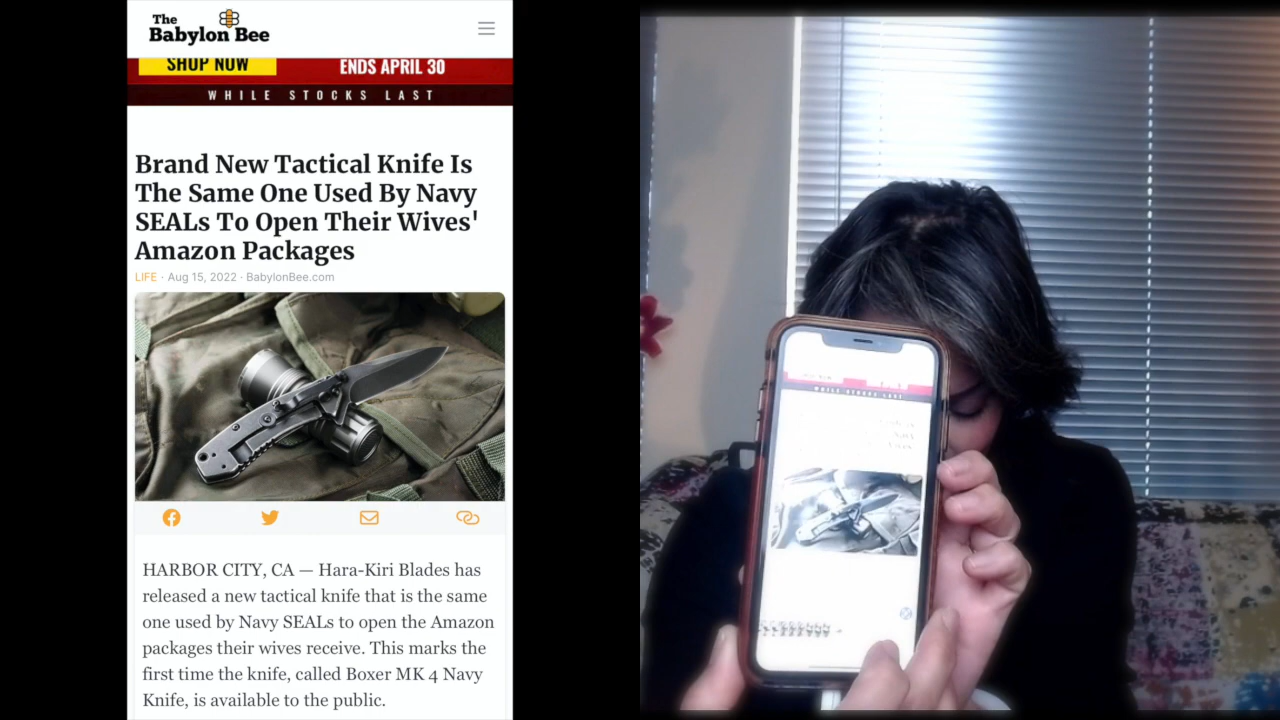 The
Babylon Bee
SHOP NOW
ENDS APRIL 30
WHILE STOCKS LAST
Brand New Tactical Knife Is
The Same One Used By Navy
SEALs To Open Their Wives'
Amazon Packages
LIFE · Aug 15, 2022 · BabylonBee.com
HARBOR CITY, CA — Hara-Kiri Blades has
released a new tactical knife that is the same
one used by Navy SEALs to open the Amazon
packages their wives receive. This marks the
first time the knife, called Boxer MK 4 Navy
Knife, is available to the public.
WHILE STOCKS LAST
Navy